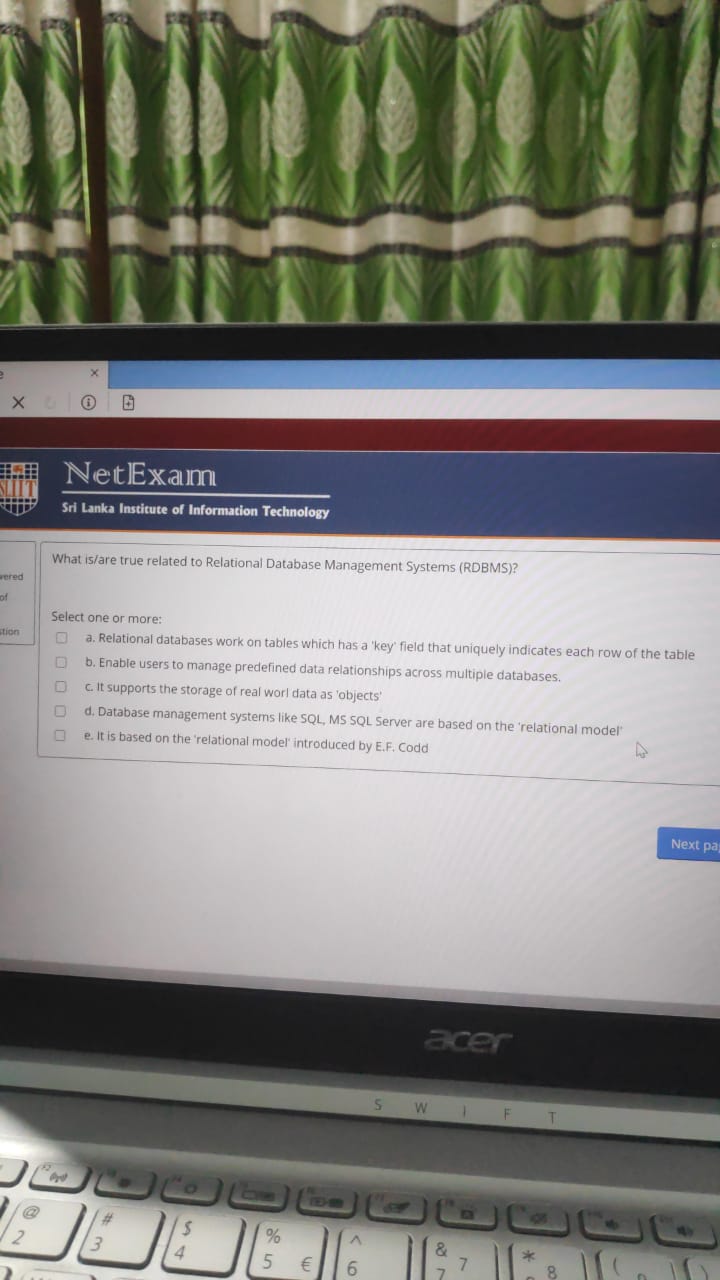 e
SLIIT
NetExam
Sri Lanka Institute of Information Technology
wered
of
stion
What is/are true related to Relational Database Management Systems (RDBMS)?
Select one or more:
a. Relational databases work on tables which has a 'key' field that uniquely indicates each row of the table
b. Enable users to manage predefined data relationships across multiple databases.
c. It supports the storage of real worl data as 'objects'
d. Database management systems like SQL, MS SQL Server are based on the 'relational model'
e. It is based on the 'relational model' introduced by E.F. Codd
Next pa
acer
SWIFT
F2
@ # $ % ^ & *
2 3 4 5 € 6 7 7 8